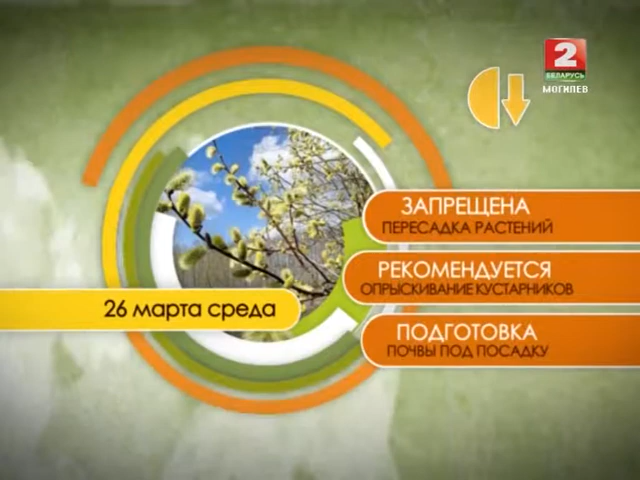 2
БЕЛАРУСЬ
МОГИЛЕВ
ЗАПРЕЩЕНА
ПЕРЕСАДКА РАСТЕНИЙ
РЕКОМЕНДУЕТСЯ
ОПРЫСКИВАНИЕ КУСТАРНИКОВ
26 марта среда
ПОДГОТОВКА
ПОЧВЫ ПОД ПОСАДКУ